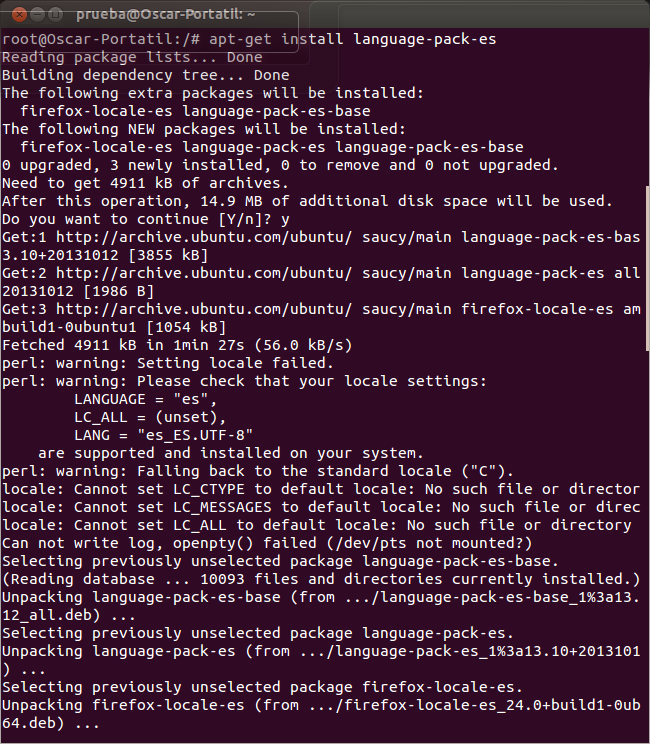 prueba@Oscar-Portatil: ~
root@Oscar-Portatil:/# apt-get install language-pack-es
Reading package lists... Done
Building dependency tree... Done
The following extra packages will be installed:
  firefox-locale-es language-pack-es-base
The following NEW packages will be installed:
  firefox-locale-es language-pack-es language-pack-es-base
0 upgraded, 3 newly installed, 0 to remove and 0 not upgraded.
Need to get 4911 kB of archives.
After this operation, 14.9 MB of additional disk space will be used.
Do you want to continue [Y/n]? y
Get:1 http://archive.ubuntu.com/ubuntu/ saucy/main language-pack-es-bas
3.10+20131012 [3855 kB]
Get:2 http://archive.ubuntu.com/ubuntu/ saucy/main language-pack-es all
20131012 [1986 B]
Get:3 http://archive.ubuntu.com/ubuntu/ saucy/main firefox-locale-es am
build1-0ubuntu1 [1054 kB]
Fetched 4911 kB in 1min 27s (56.0 kB/s)
perl: warning: Setting locale failed.
perl: warning: Please check that your locale settings:
        LANGUAGE = "es",
        LC_ALL = (unset),
        LANG = "es_ES.UTF-8"
    are supported and installed on your system.
perl: warning: Falling back to the standard locale ("C").
locale: Cannot set LC_CTYPE to default locale: No such file or director
locale: Cannot set LC_MESSAGES to default locale: No such file or direc
locale: Cannot set LC_ALL to default locale: No such file or directory
Can not write log, openpty() failed (/dev/pts not mounted?)
Selecting previously unselected package language-pack-es-base.
(Reading database ... 10093 files and directories currently installed.)
Unpacking language-pack-es-base (from .../language-pack-es-base_1%3a13.
12_all.deb) ...
Selecting previously unselected package language-pack-es.
Unpacking language-pack-es (from .../language-pack-es_1%3a13.10+2013101
) ...
Selecting previously unselected package firefox-locale-es.
Unpacking firefox-locale-es (from .../firefox-locale-es_24.0+build1-0ub
64.deb) ...